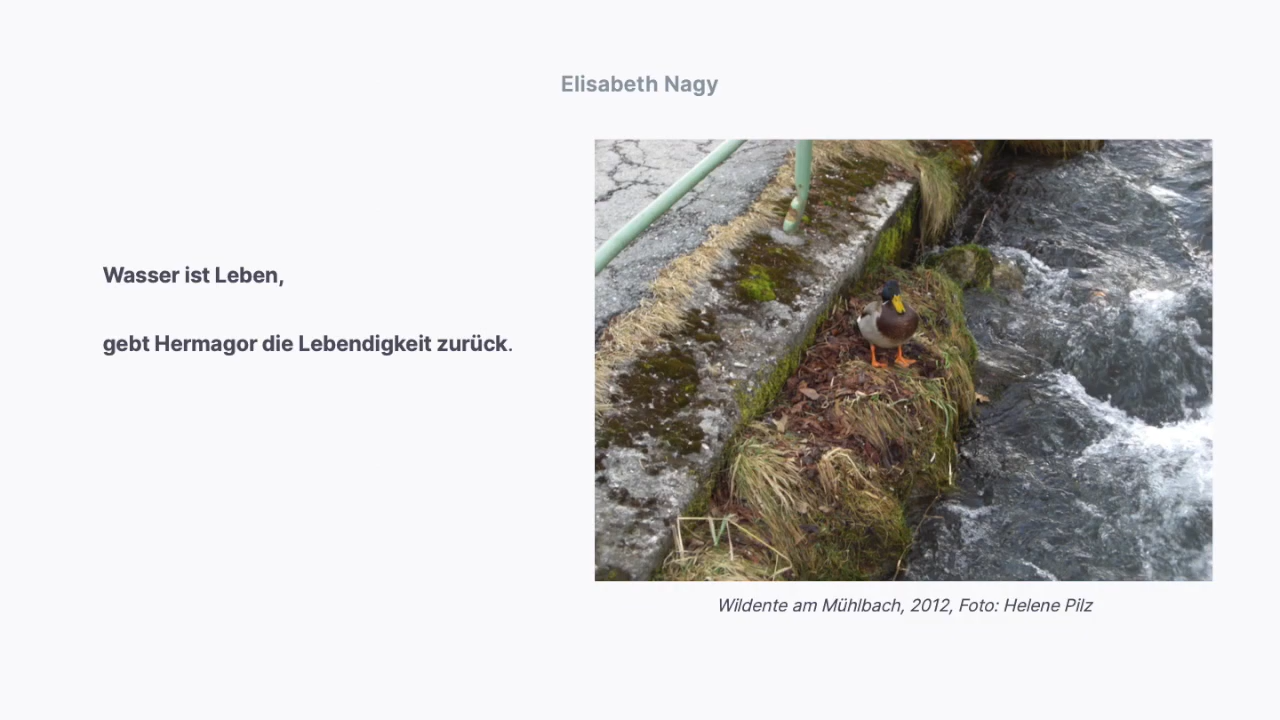 Elisabeth Nagy
Wasser ist Leben,
gebt Hermagor die Lebendigkeit zurück.
Wildente am Mühlbach, 2012, Foto: Helene Pilz